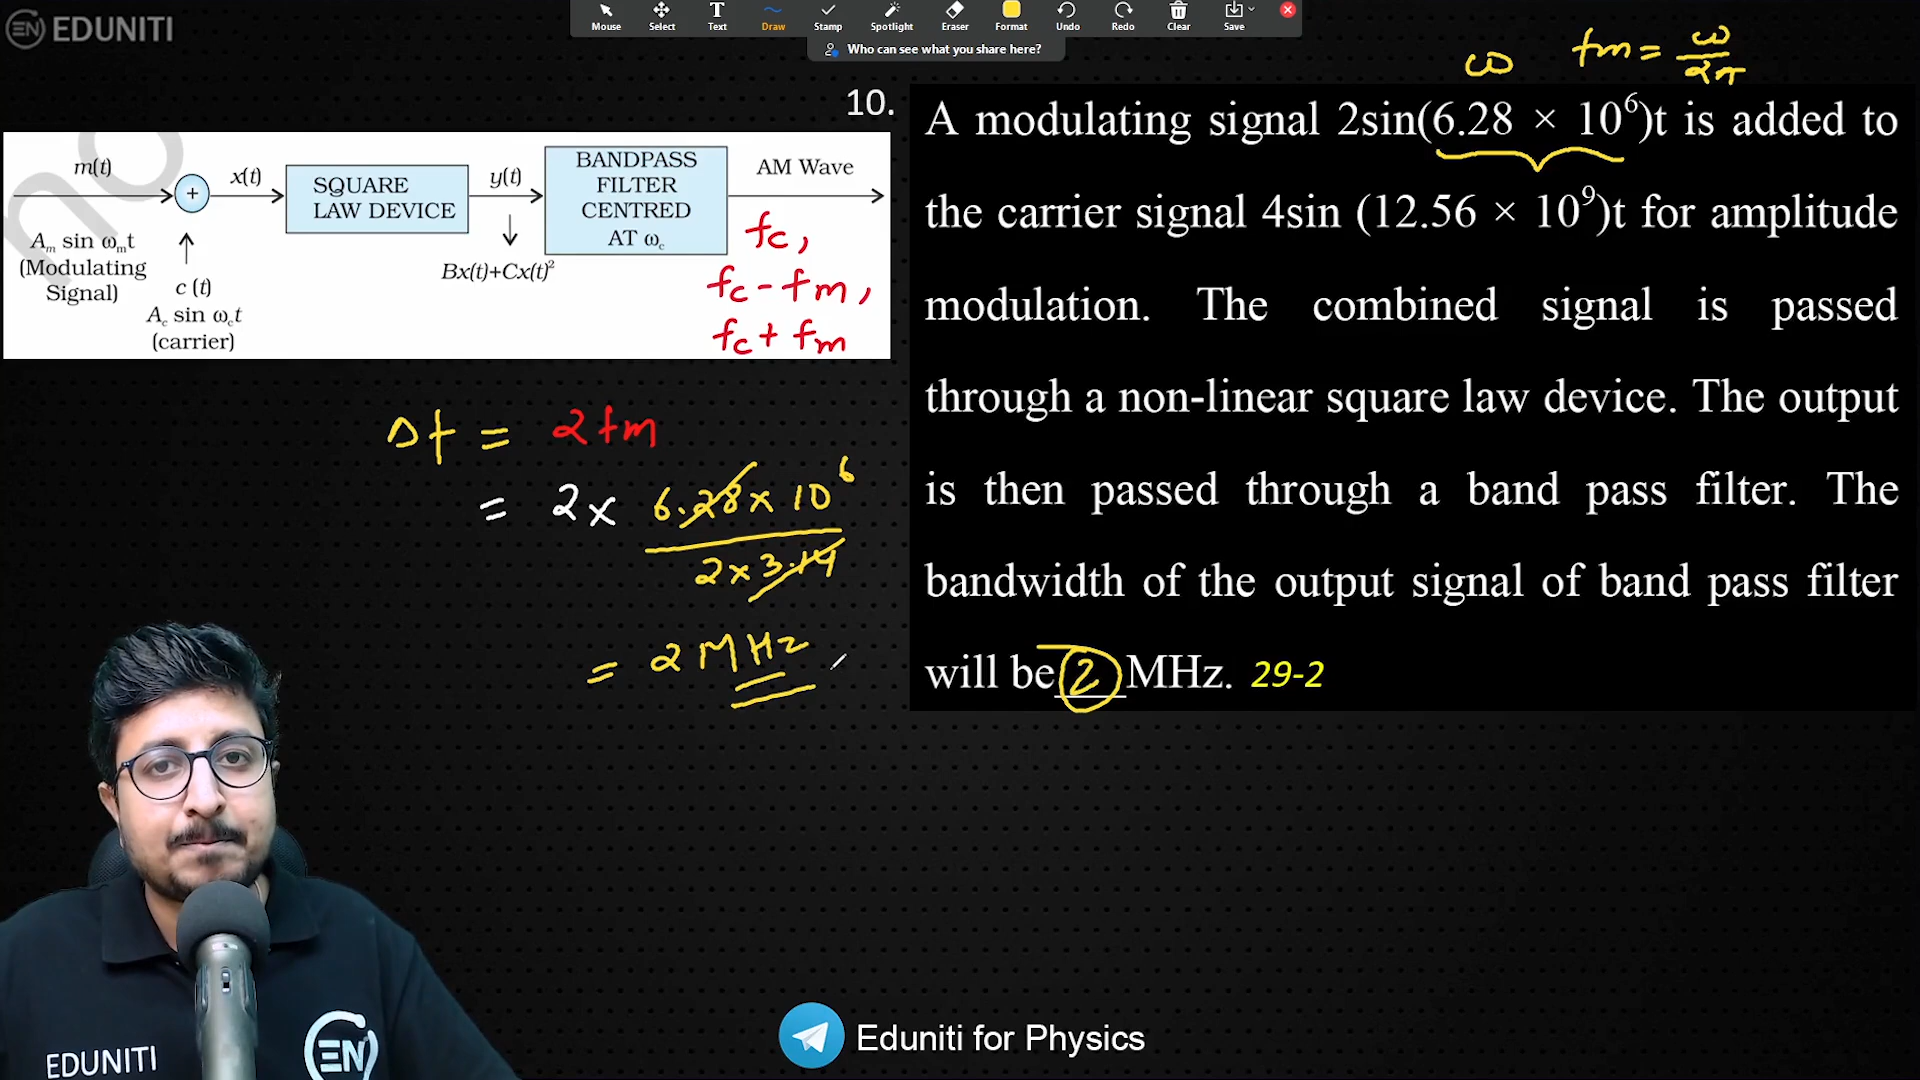 EN EDUNITI
Mouse Select Text Draw Stamp Spotlight Eraser Format Undo Redo Clear Save
Who can see what you share here?
ω fm = ω/2π
10.
A modulating signal 2sin(6.28 × 10⁶)t is added to
the carrier signal 4sin (12.56 × 10⁹)t for amplitude
modulation. The combined signal is passed
through a non-linear square law device. The output
is then passed through a band pass filter. The
bandwidth of the output signal of band pass filter
will be 2 MHz. 29-2
no
m(t)
+
x(t)
SQUARE
LAW DEVICE
y(t)
BANDPASS
FILTER
CENTRED
AT ωc
AM Wave
Am sin ωmt
(Modulating
Signal)
c (t)
Ac sin ωct
(carrier)
Bx(t)+Cx(t)²
fc,
fc - fm,
fc + fm
Δf = 2fm
= 2 × 6.28 × 10⁶
2 × 3.14
= 2 MHz
EDUNITI
EN
Eduniti for Physics